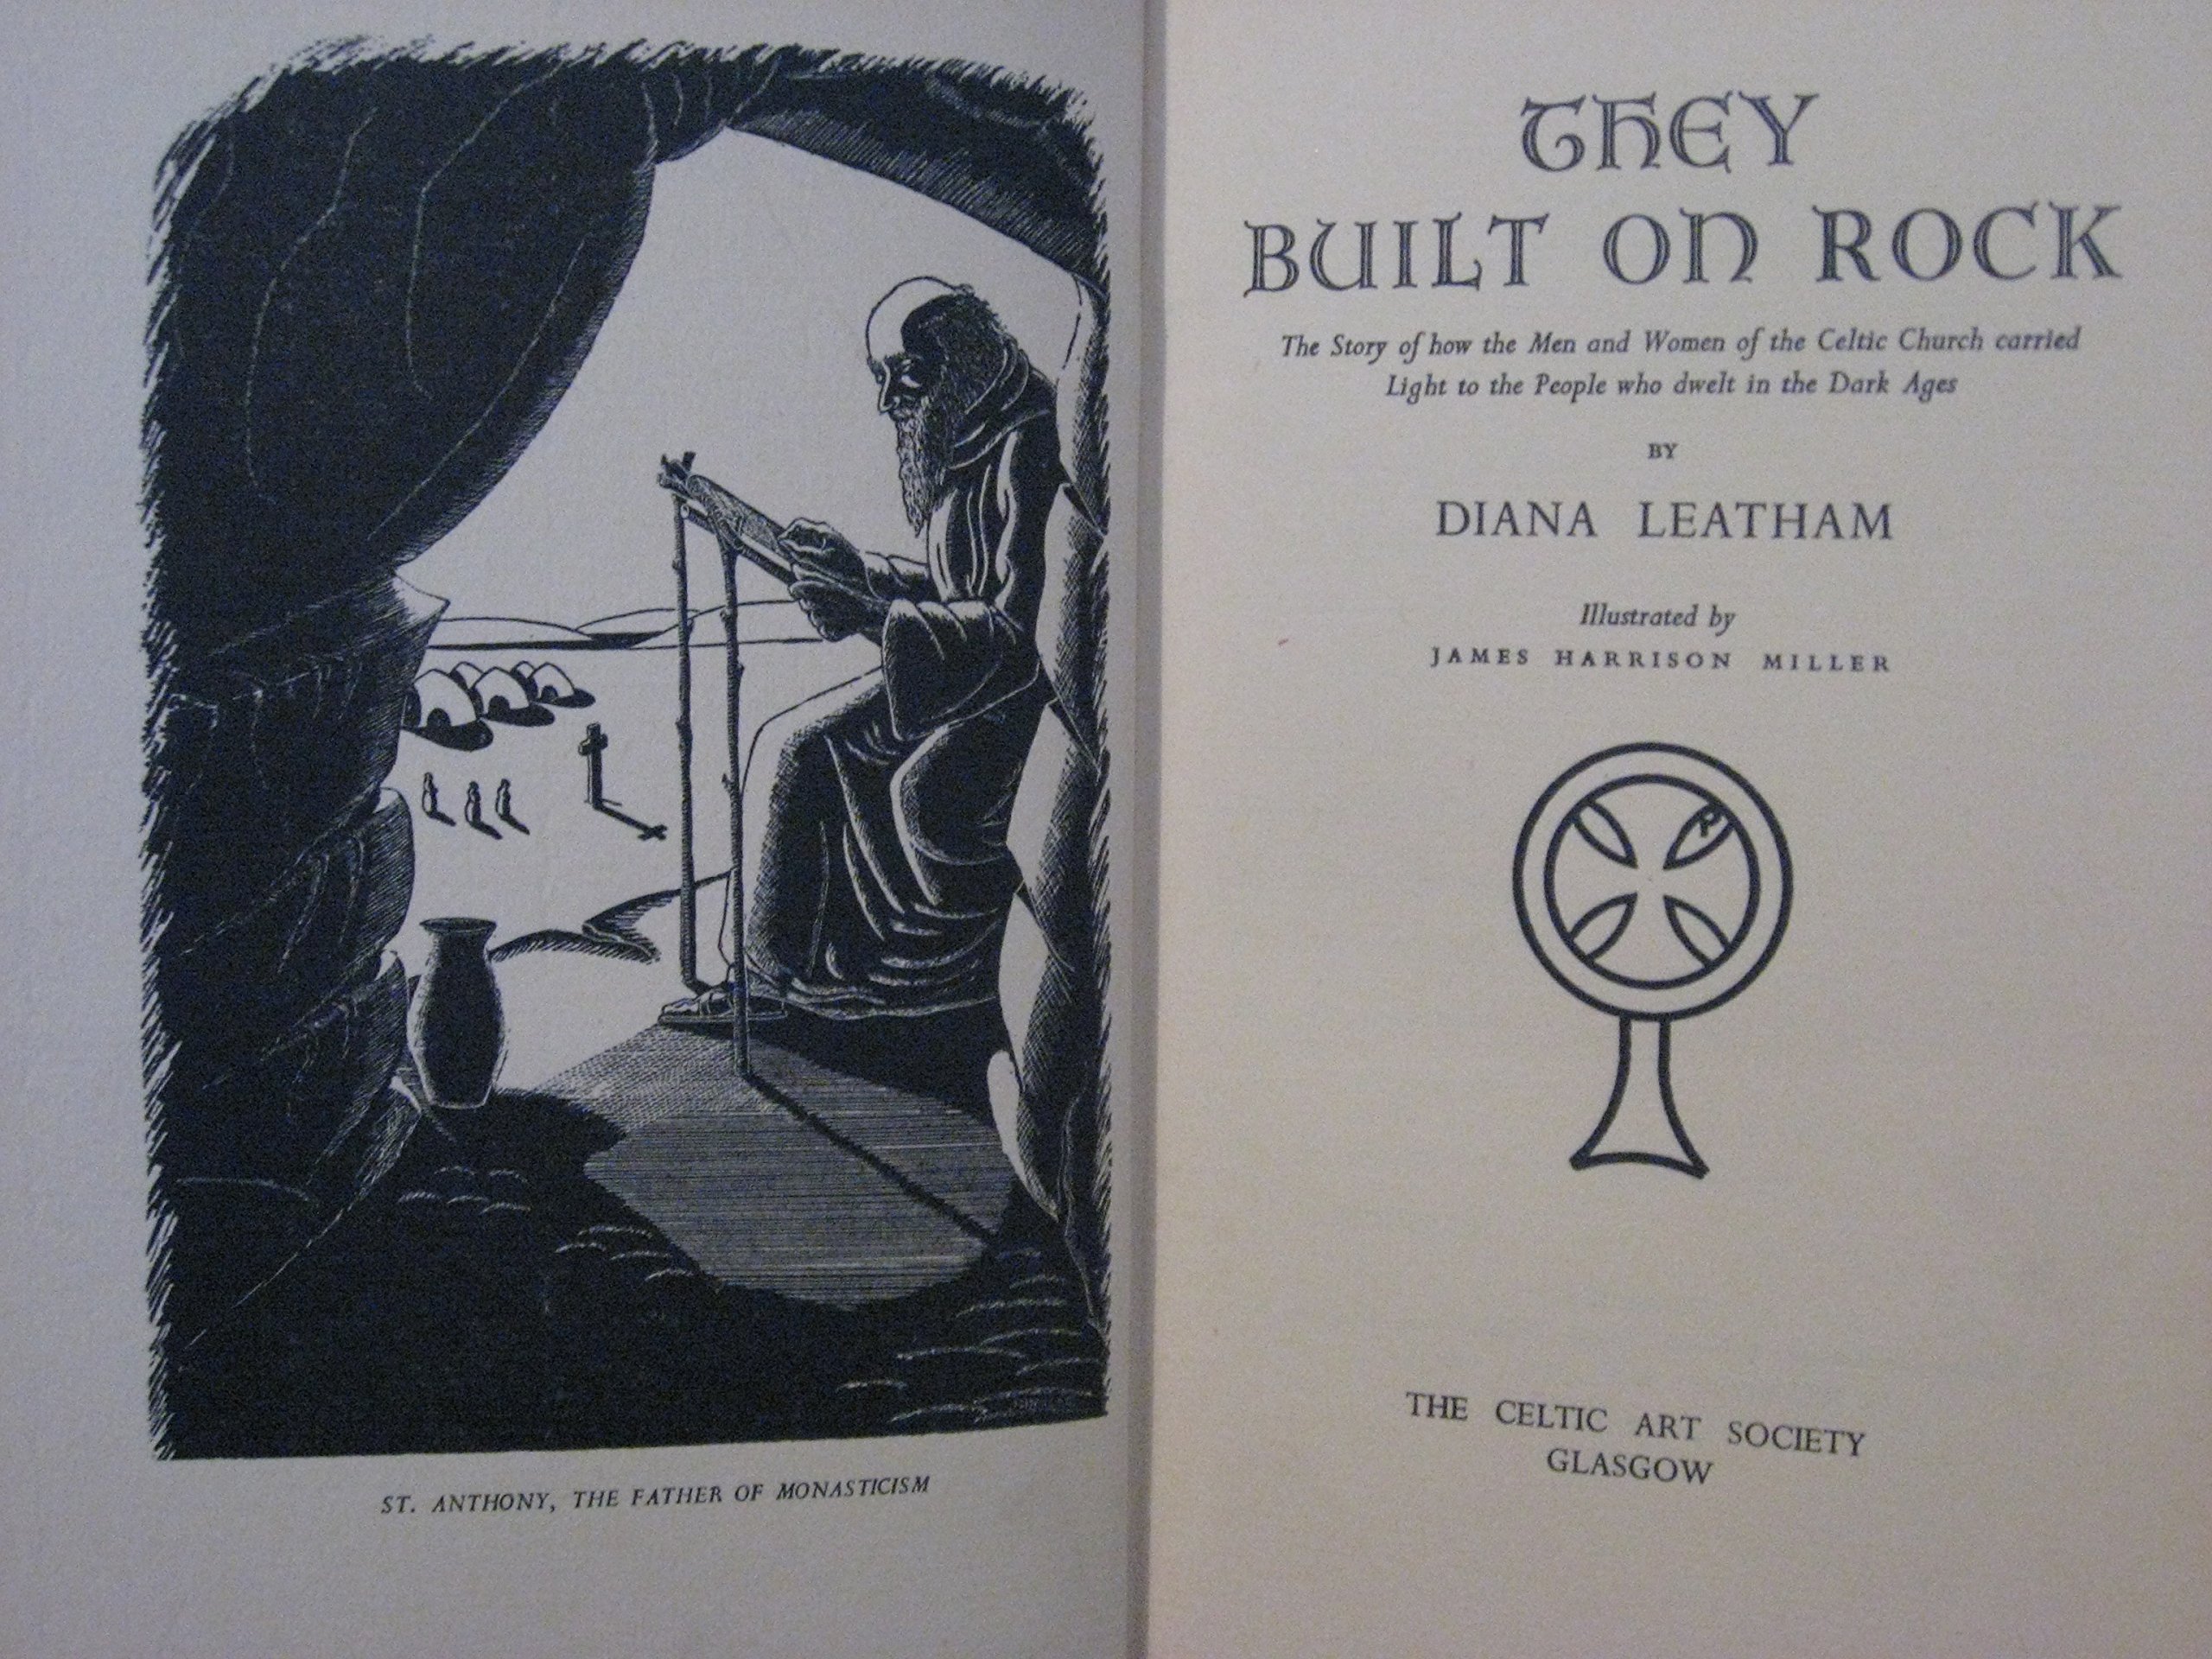 ST. ANTHONY, THE FATHER OF MONASTICISM
THEY
BUILT ON ROCK
The Story of how the Men and Women of the Celtic Church carried
Light to the People who dwelt in the Dark Ages
BY
DIANA LEATHAM
Illustrated by
JAMES HARRISON MILLER
R
THE CELTIC ART SOCIETY
GLASGOW